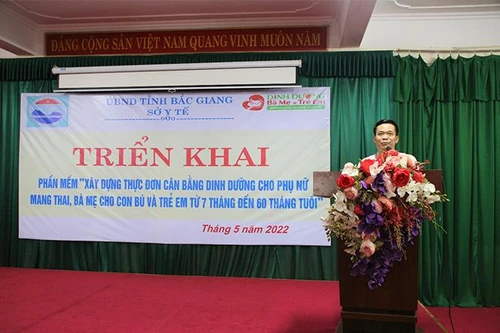 ĐẢNG CỘNG SẢN VIỆT NAM QUANG VINH MUÔN NĂM
UBND TỈNH BẮC GIANG
SỞ Y TẾ
DINH DƯỠNG
Bà Mẹ & Trẻ Em
TRIỂN KHAI
PHẦN MỀM "XÂY DỰNG THỰC ĐƠN CÂN BẰNG DINH DƯỠNG CHO PHỤ NỮ
MANG THAI, BÀ MẸ CHO CON BÚ VÀ TRẺ EM TỪ 7 THÁNG ĐẾN 60 THÁNG TUỔI"
Tháng 5 năm 2022